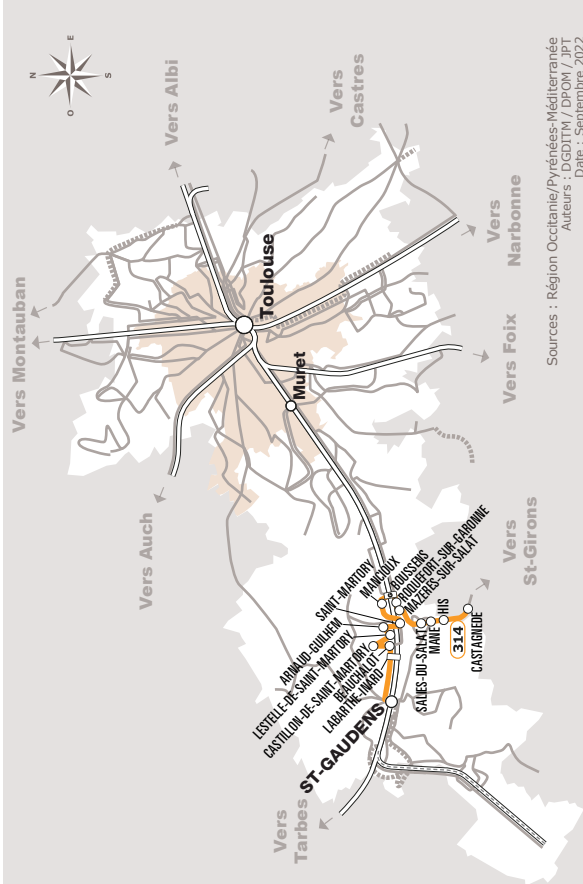 N
E
S
O
Vers Albi
Vers
Castres
Vers Montauban
Toulouse
Vers
Narbonne
Muret
Vers Foix
Vers Auch
Vers
St-Girons
SAINT-MARTORY
MANCIOUX
BOUSSENS
ROQUEFORT-SUR-GARONNE
MAZÈRES-SUR-SALAT
ARNAUD-GUILHEM
LESTELLE-DE-SAINT-MARTORY
CASTILLON-DE-SAINT-MARTORY
BEAUCHALOT
LABARTHE-INARD
ST-GAUDENS
SALIES-DU-SALAT
MANE
HIS
314
CASTAGNEDE
Vers
Tarbes
Sources : Région Occitanie/Pyrénées-Méditerranée
Auteurs : DGDITM / DPOM / JPT
Date : Septembre 2022